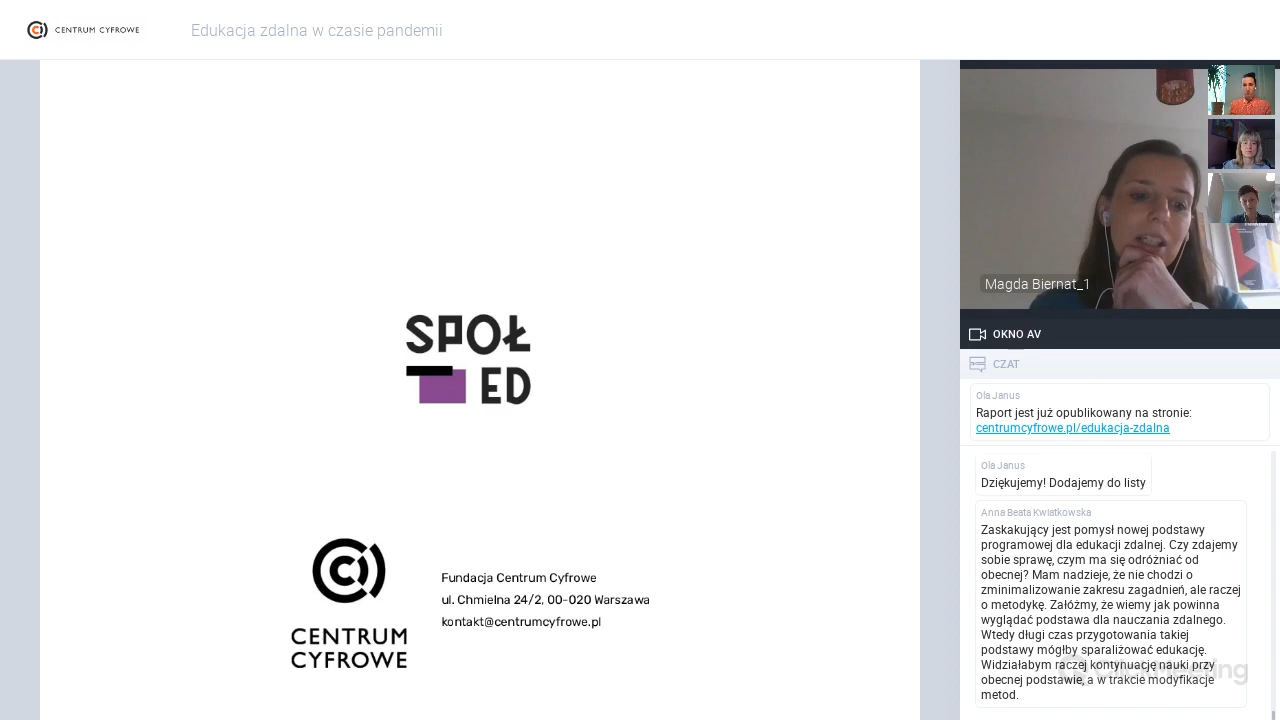 CENTRUM CYFROWE
Edukacja zdalna w czasie pandemii
SPOŁ
ED
CENTRUM
CYFROWE
Fundacja Centrum Cyfrowe
ul. Chmielna 24/2, 00-020 Warszawa
kontakt@centrumcyfrowe.pl
Magda Biernat_1
OKNO AV
CZAT
Ola Janus
Raport jest już opublikowany na stronie:
centrumcyfrowe.pl/edukacja-zdalna
Ola Janus
Dziękujemy! Dodajemy do listy
Anna Beata Kwiatkowska
Zaskakujący jest pomysł nowej podstawy
programowej dla edukacji zdalnej. Czy zdajemy
sobie sprawę, czym ma się odróżniać od
obecnej? Mam nadzieje, że nie chodzi o
zminimalizowanie zakresu zagadnień, ale raczej
o metodykę. Załóżmy, że wiemy jak powinna
wyglądać podstawa dla nauczania zdalnego.
Wtedy długi czas przygotowania takiej
podstawy mógłby sparaliżować edukację.
Widziałabym raczej kontynuację nauki przy
obecnej podstawie, a w trakcie modyfikacje
metod.
ClickMeeting